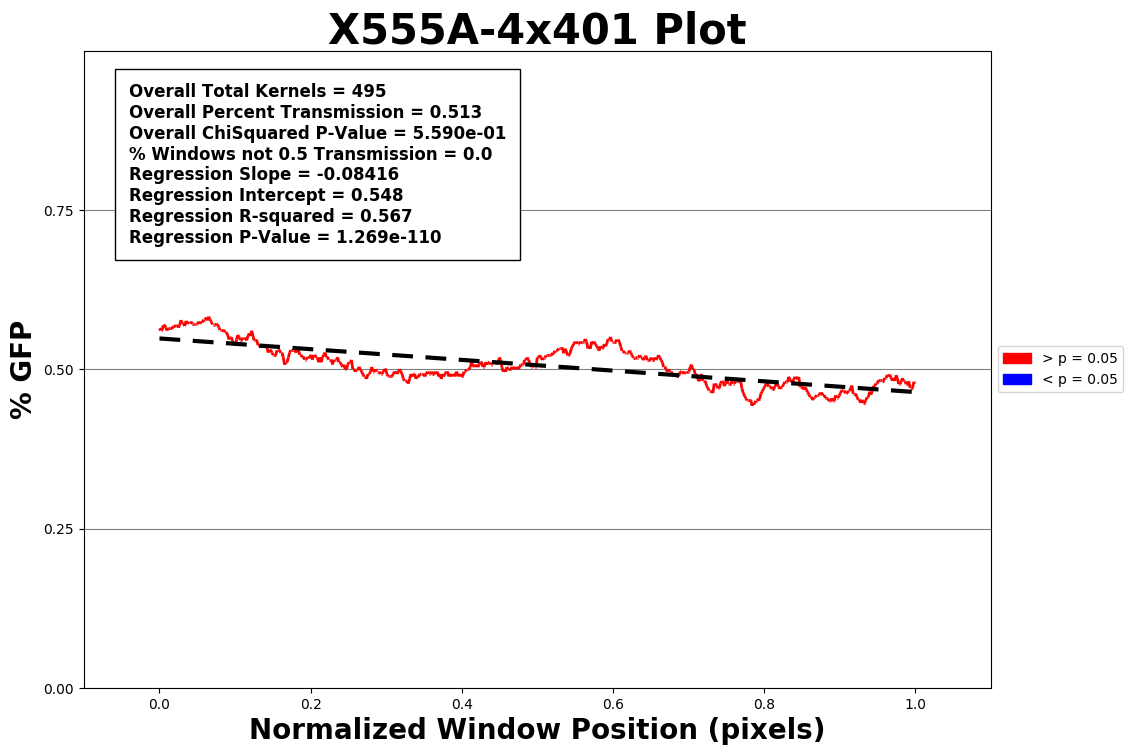 X555A-4x401 Plot
Overall Total Kernels = 495
Overall Percent Transmission = 0.513
Overall ChiSquared P-Value = 5.590e-01
% Windows not 0.5 Transmission = 0.0
Regression Slope = -0.08416
Regression Intercept = 0.548
Regression R-squared = 0.567
Regression P-Value = 1.269e-110
% GFP
0.75
0.50
0.25
0.00
> p = 0.05
< p = 0.05
0.0 0.2 0.4 0.6 0.8 1.0
Normalized Window Position (pixels)